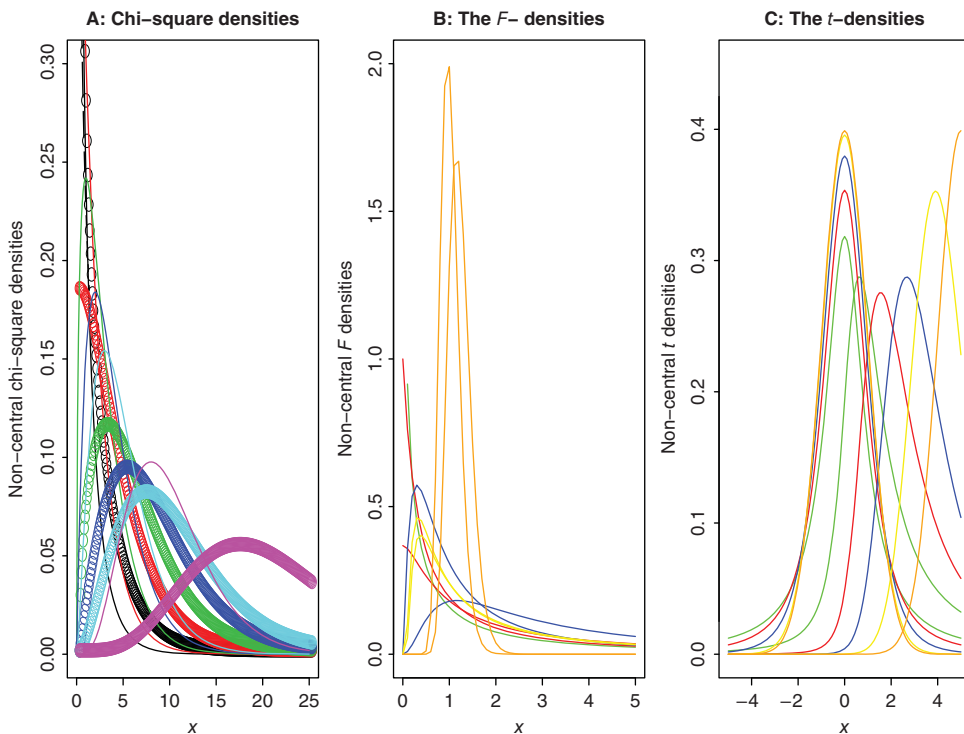 A: Chi−square densities
Non−central chi−square densities
0.30
0.25
0.20
0.15
0.10
0.05
0.00
0 5 10 15 20 25
x
B: The F− densities
Non−central F densities
2.0
1.5
1.0
0.5
0.0
0 1 2 3 4 5
x
C: The t−densities
Non−central t densities
0.4
0.3
0.2
0.1
0.0
−4 −2 0 2 4
x